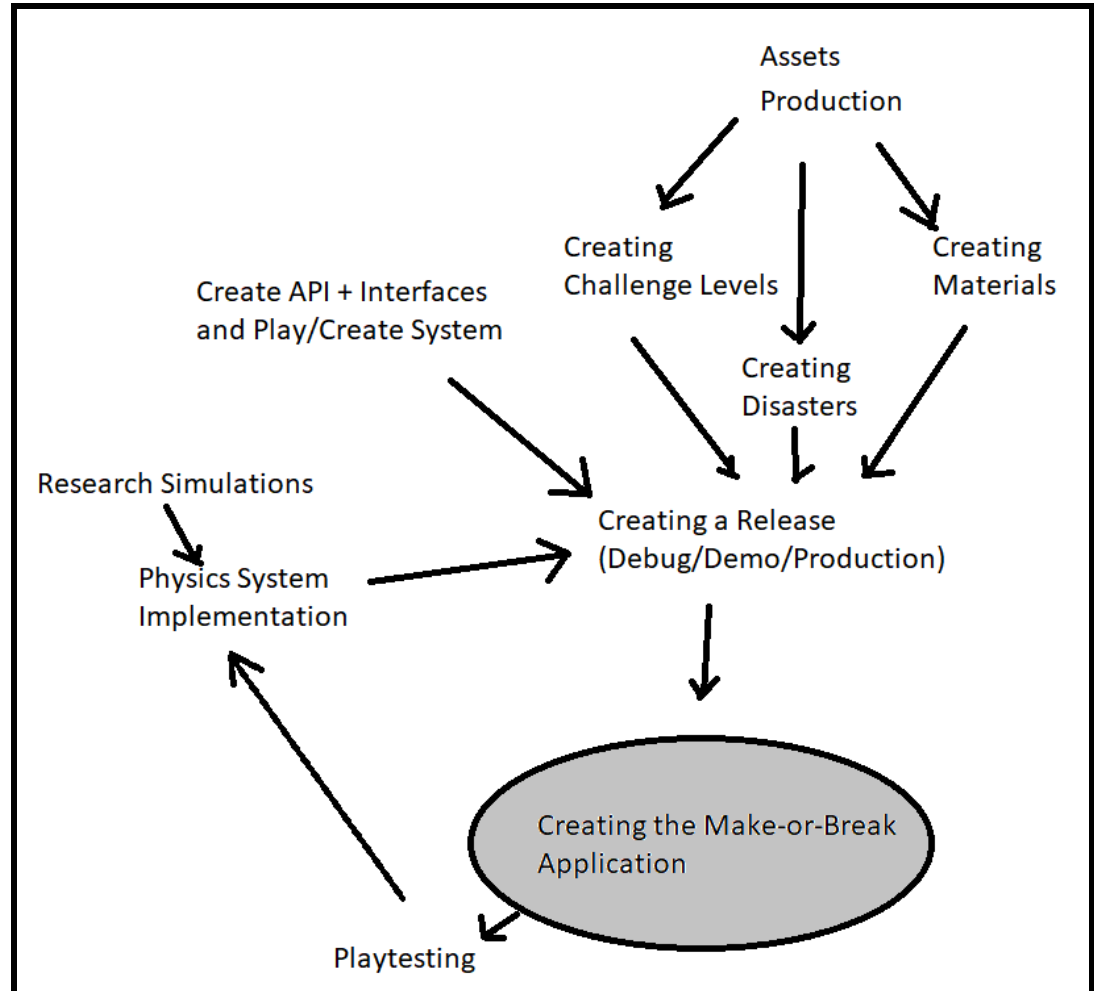 Assets
Production
Creating
Challenge Levels
Creating
Materials
Create API + Interfaces
and Play/Create System
Creating
Disasters
Research Simulations
Creating a Release
(Debug/Demo/Production)
Physics System
Implementation
Creating the Make-or-Break
Application
Playtesting